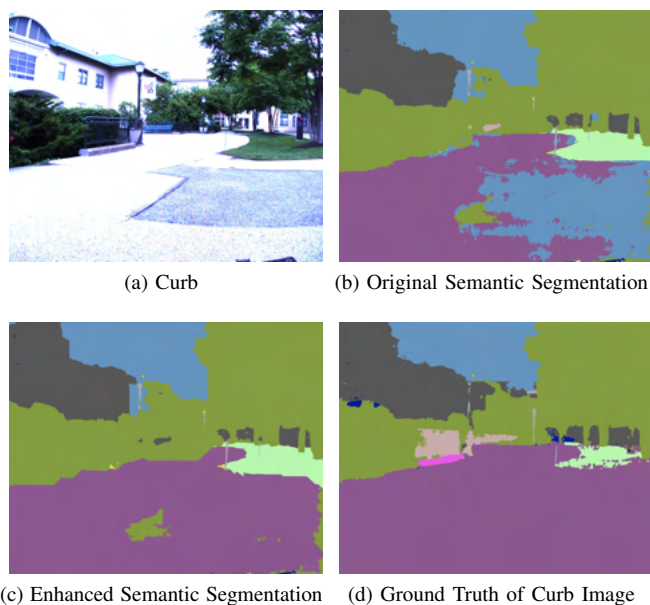 (a) Curb
(b) Original Semantic Segmentation
(c) Enhanced Semantic Segmentation
(d) Ground Truth of Curb Image